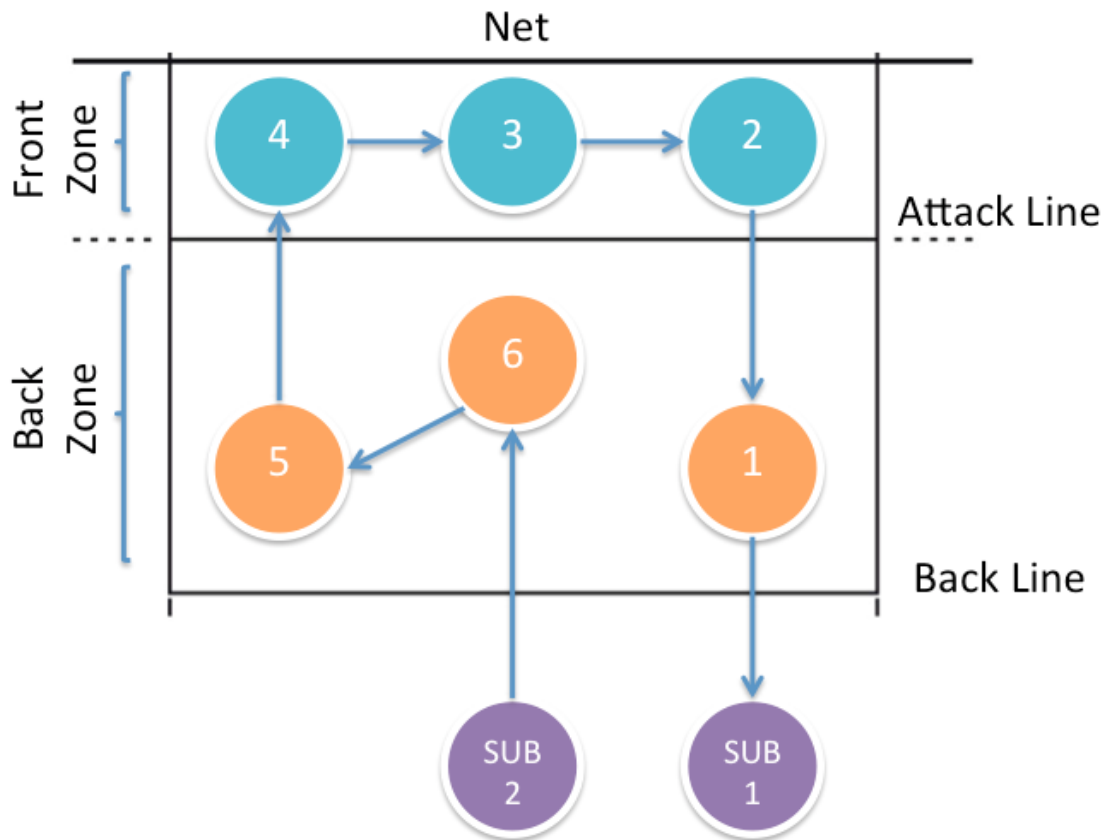 Net
Front
Zone
4
3
2
Attack Line
Back
Zone
6
5
1
Back Line
SUB
2
SUB
1